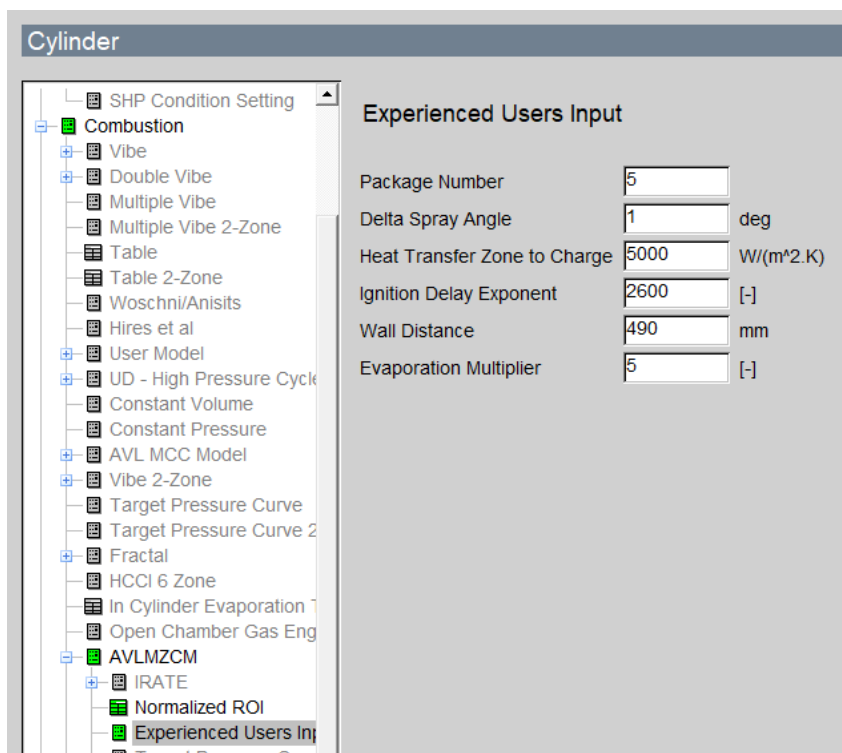 Cylinder
SHP Condition Setting
Combustion
Vibe
Double Vibe
Multiple Vibe
Multiple Vibe 2-Zone
Table
Table 2-Zone
Woschni/Anisits
Hires et al
User Model
UD - High Pressure Cycle
Constant Volume
Constant Pressure
AVL MCC Model
Vibe 2-Zone
Target Pressure Curve
Target Pressure Curve 2
Fractal
HCCI 6 Zone
In Cylinder Evaporation
Open Chamber Gas Eng
AVLMZCM
IRATE
Normalized ROI
Experienced Users Inp
Experienced Users Input
Package Number 5
Delta Spray Angle 1 deg
Heat Transfer Zone to Charge 5000 W/(m^2.K)
Ignition Delay Exponent 2600 [-]
Wall Distance 490 mm
Evaporation Multiplier 5 [-]